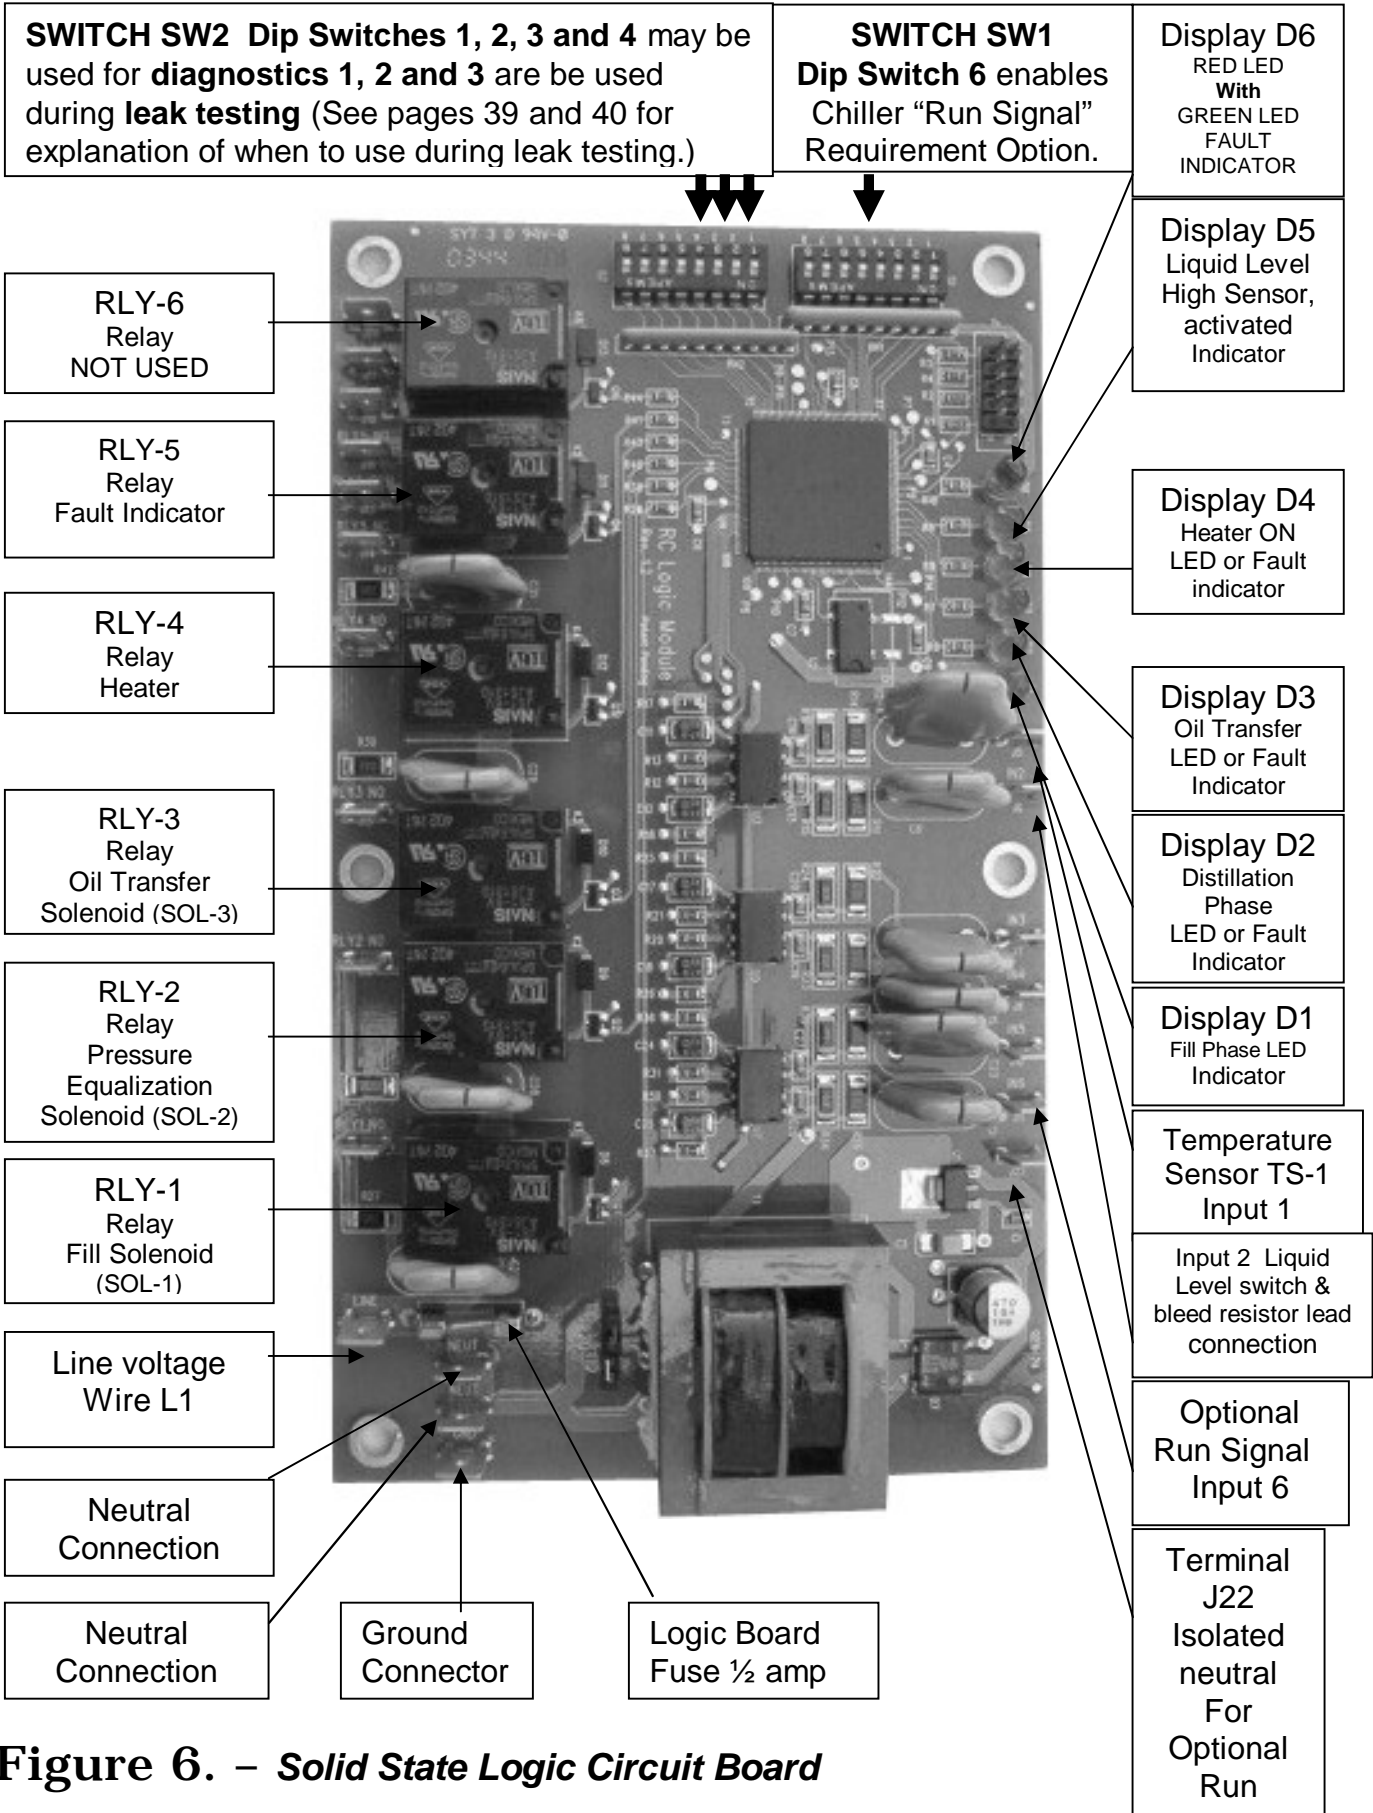 SWITCH SW2 Dip Switches 1, 2, 3 and 4 may be
used for diagnostics 1, 2 and 3 are be used
during leak testing (See pages 39 and 40 for
explanation of when to use during leak testing.)
SWITCH SW1
Dip Switch 6 enables
Chiller “Run Signal”
Requirement Option.
Display D6
RED LED
With
GREEN LED
FAULT
INDICATOR
Display D5
Liquid Level
High Sensor,
activated
Indicator
Display D4
Heater ON
LED or Fault
indicator
Display D3
Oil Transfer
LED or Fault
Indicator
Display D2
Distillation
Phase
LED or Fault
Indicator
Display D1
Fill Phase LED
Indicator
Temperature
Sensor TS-1
Input 1
Input 2 Liquid
Level switch &
bleed resistor lead
connection
Optional
Run Signal
Input 6
Terminal
J22
Isolated
neutral
For
Optional
Run
RLY-6
Relay
NOT USED
RLY-5
Relay
Fault Indicator
RLY-4
Relay
Heater
RLY-3
Relay
Oil Transfer
Solenoid (SOL-3)
RLY-2
Relay
Pressure
Equalization
Solenoid (SOL-2)
RLY-1
Relay
Fill Solenoid
(SOL-1)
Line voltage
Wire L1
Neutral
Connection
Neutral
Connection
Ground
Connector
Logic Board
Fuse ½ amp
SY7 3 D 94V-0
0344
RC Logic Module
LINE
Figure 6. – Solid State Logic Circuit Board